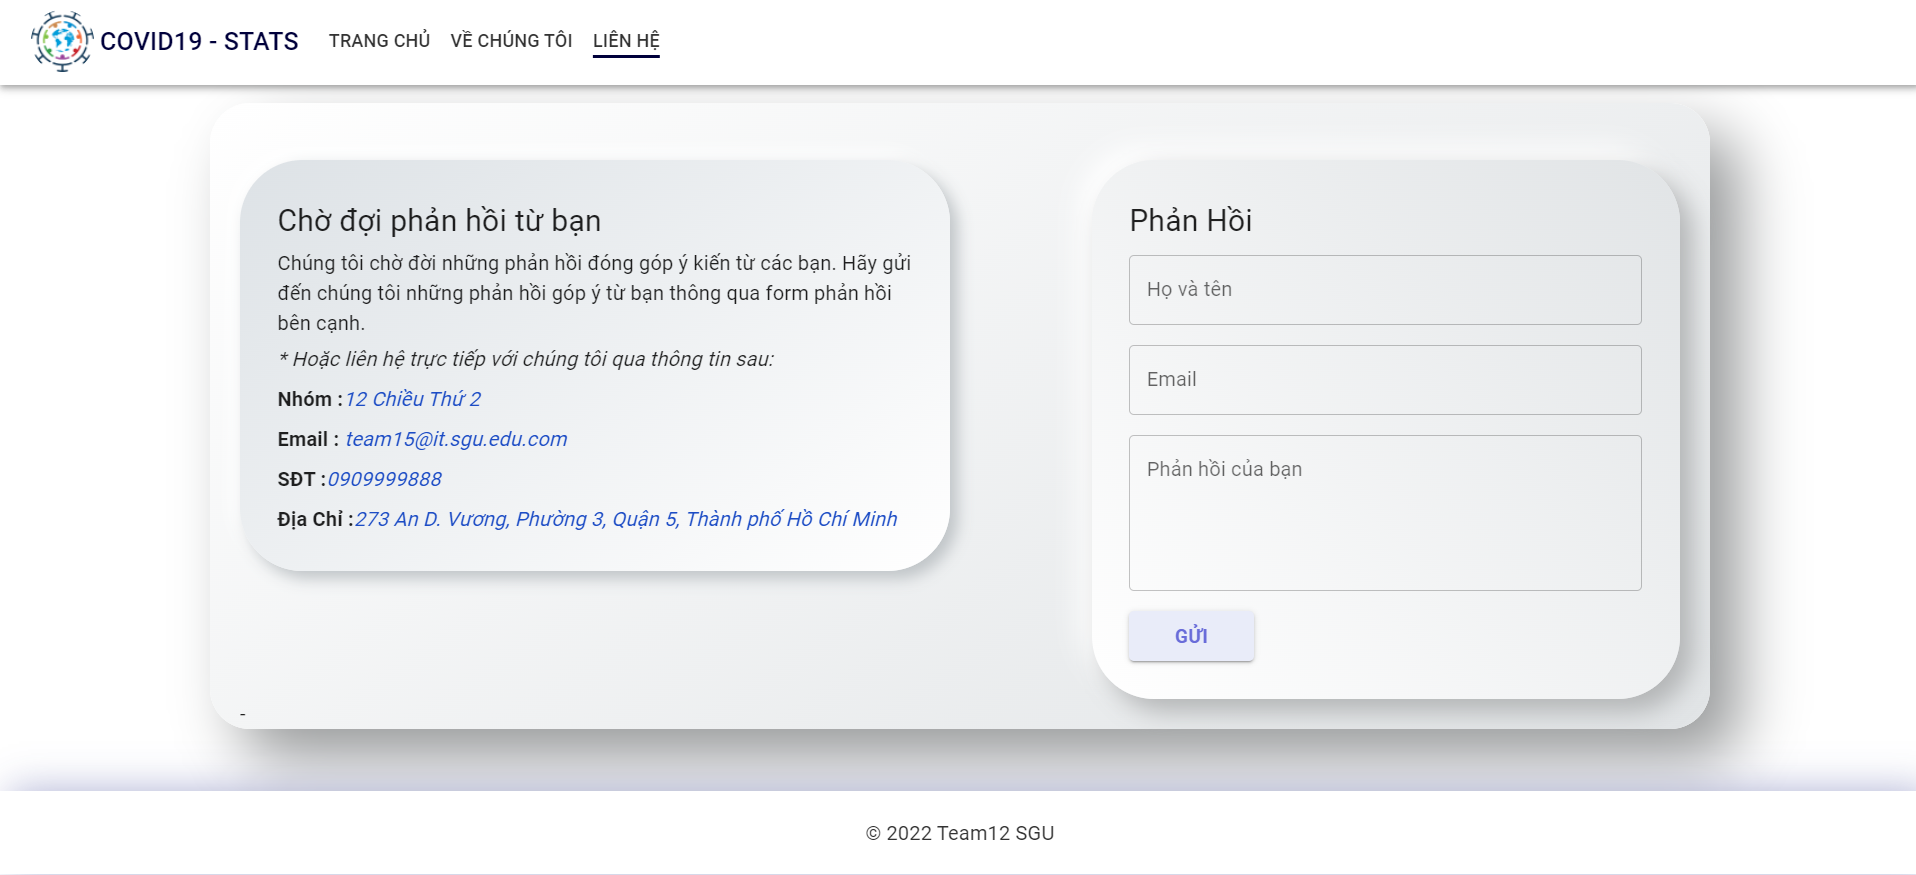 COVID19 - STATS TRANG CHỦ VỀ CHÚNG TÔI LIÊN HỆ
Chờ đợi phản hồi từ bạn
Chúng tôi chờ đời những phản hồi đóng góp ý kiến từ các bạn. Hãy gửi
đến chúng tôi những phản hồi góp ý từ bạn thông qua form phản hồi
bên cạnh.
* Hoặc liên hệ trực tiếp với chúng tôi qua thông tin sau:
Nhóm :12 Chiều Thứ 2
Email : team15@it.sgu.edu.com
SĐT :0909999888
Địa Chỉ :273 An D. Vương, Phường 3, Quận 5, Thành phố Hồ Chí Minh
-
Phản Hồi
Họ và tên
Email
Phản hồi của bạn
GỬI
© 2022 Team12 SGU